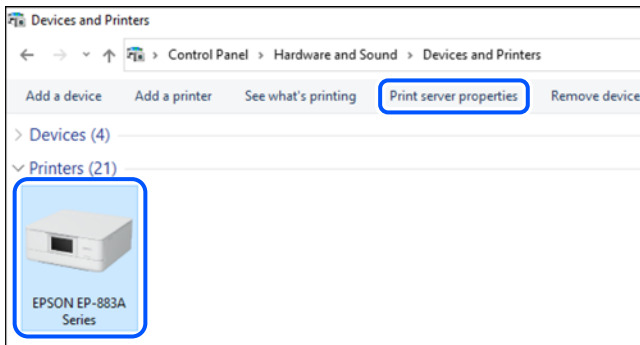 Devices and Printers
Control Panel > Hardware and Sound > Devices and Printers
Add a device Add a printer See what's printing Print server properties Remove device
Devices (4)
Printers (21)
EPSON EP-883A
Series